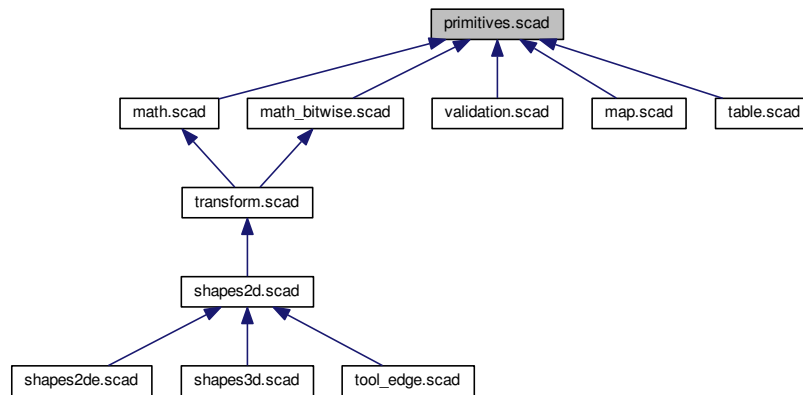 primitives.scad
math.scad
math_bitwise.scad
validation.scad
map.scad
table.scad
transform.scad
shapes2d.scad
shapes2de.scad
shapes3d.scad
tool_edge.scad